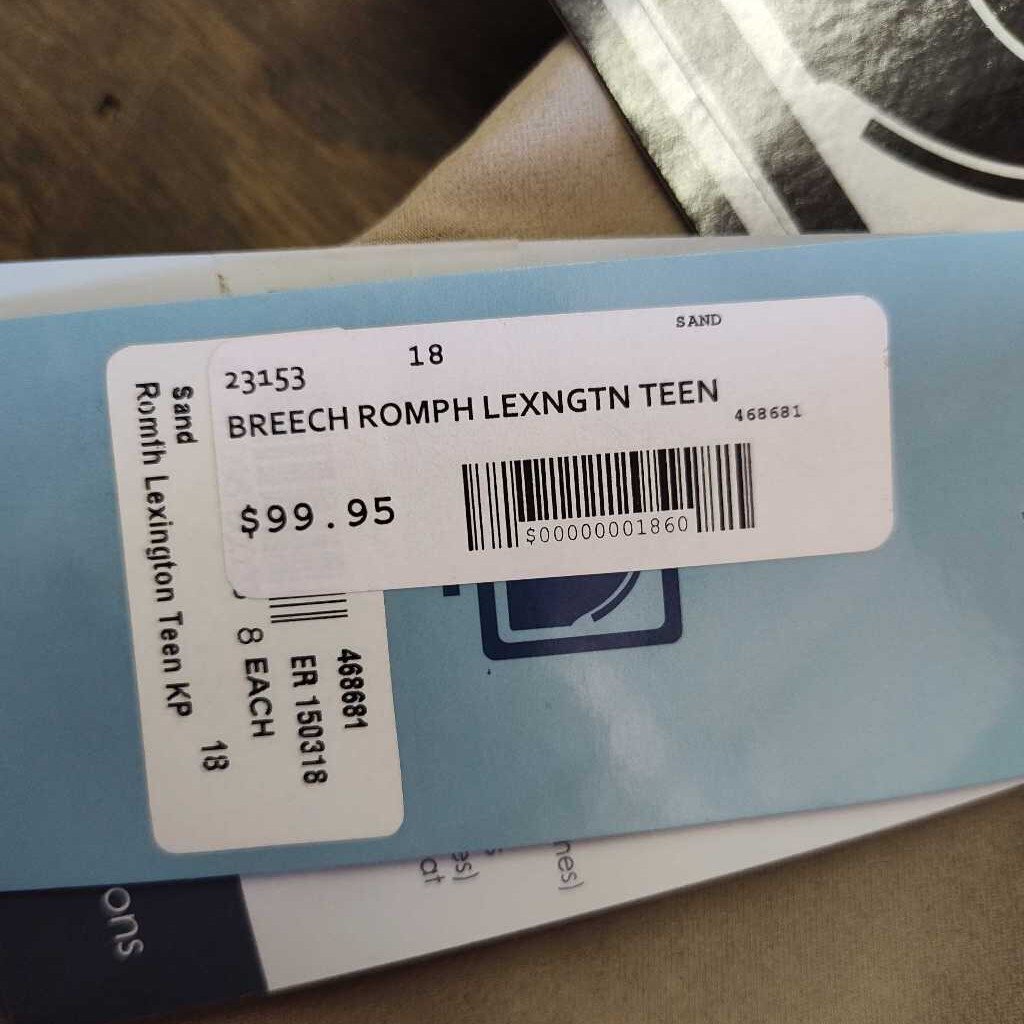 SAND
18
23153
BREECH ROMPH LEXNGTN TEEN
468681
$99.95
$00000001860
Sand
Romfh Lexington Teen KP
18
8 EACH
ER 150318
468681
ons
at
es)
nes)